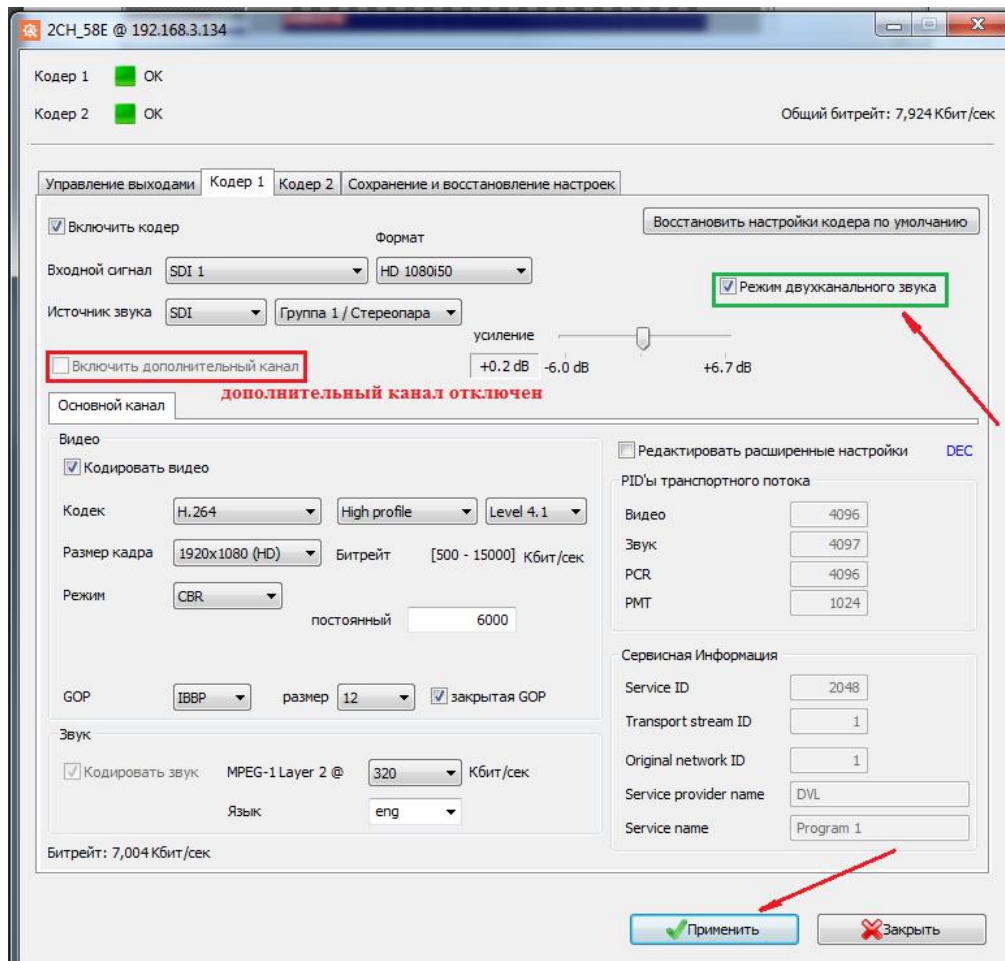 2CH_58E @ 192.168.3.134
Кодер 1 OK
Кодер 2 OK
Общий битрейт: 7,924 Кбит/сек
Управление выходами Кодер 1 Кодер 2 Сохранение и восстановление настроек
Включить кодер
Восстановить настройки кодера по умолчанию
Формат
Входной сигнал SDI 1 HD 1080i50
Режим двухканального звука
Источник звука SDI Группа 1 / Стереопара
усиление
+0.2 dB -6.0 dB +6.7 dB
Включить дополнительный канал
дополнительный канал отключен
Основной канал
Видео
Кодировать видео
Кодек H.264 High profile Level 4.1
Размер кадра 1920x1080 (HD) Битрейт [500 - 15000] Кбит/сек
Режим CBR
постоянный 6000
GOP IBBP размер 12 закрытая GOP
Звук
Кодировать звук MPEG-1 Layer 2 @ 320 Кбит/сек
Язык eng
Битрейт: 7,004 Кбит/сек
Редактировать расширенные настройки DEC
PID'ы транспортного потока
Видео 4096
Звук 4097
PCR 4096
PMT 1024
Сервисная Информация
Service ID 2048
Transport stream ID 1
Original network ID 1
Service provider name DVL
Service name Program 1
Применить Закрыть